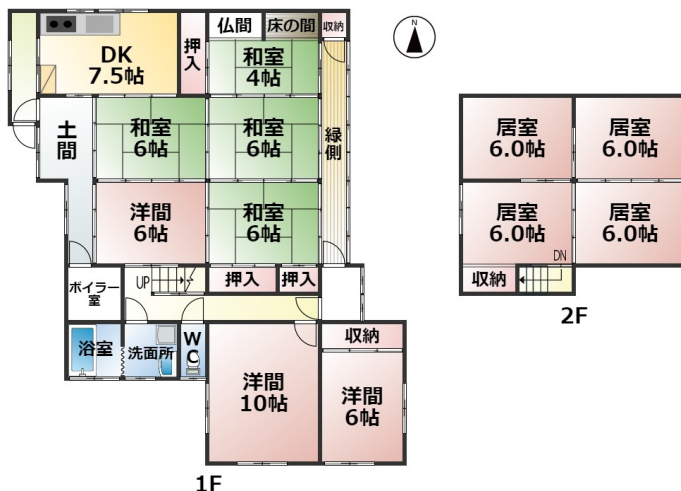 仏間
床の間
収納
N
DK
7.5帖
押入
和室
4帖
土間
和室
6帖
和室
6帖
縁側
洋間
6帖
和室
6帖
ボイラー
室
UP
押入
押入
浴室
洗面所
WC
収納
洋間
10帖
洋間
6帖
1F
居室
6.0帖
居室
6.0帖
居室
6.0帖
居室
6.0帖
DN
収納
2F